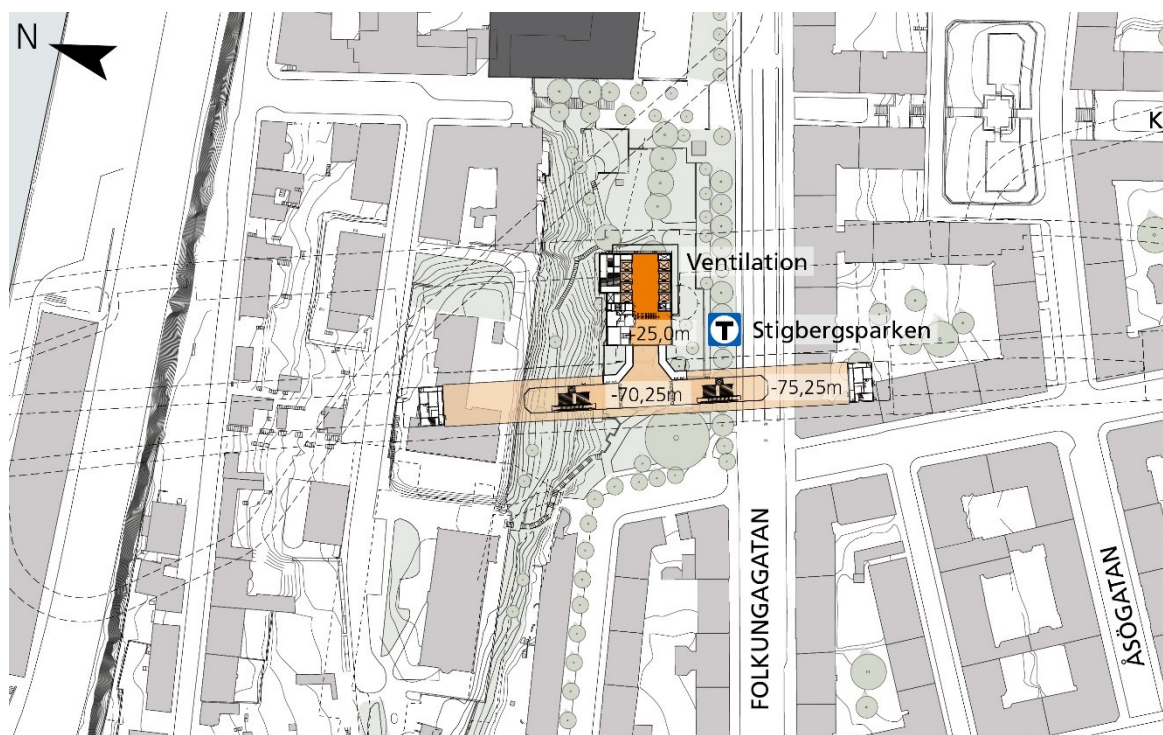 N
K
Ventilation
+25,0m
T
Stigbergsparken
-70,25m
-75,25m
FOLKUNGAGATAN
ÅSÖGATAN